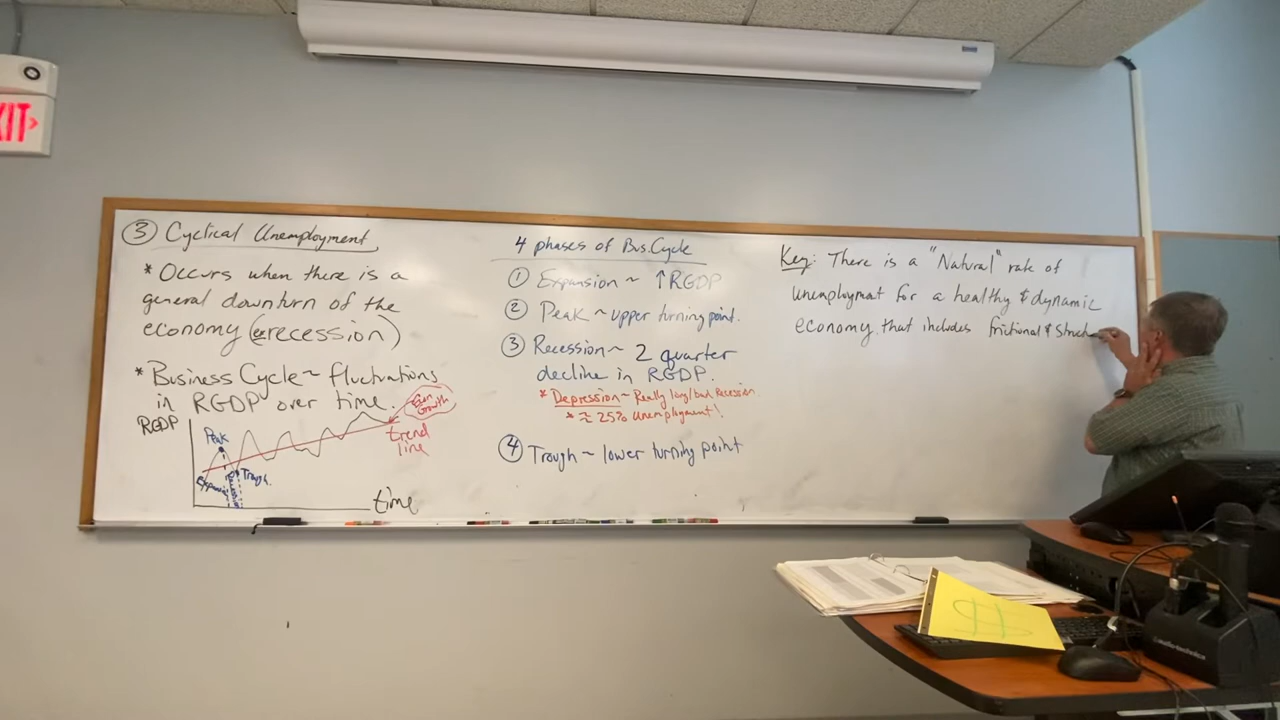 XIT>
③ Cyclical Unemployment
* Occurs when there is a
general downturn of the
economy (ex recession)
* Business Cycle ~ fluctuations
in RGDP over time.
RGDP
Peak
Trough
Econ Growth
trend line
time
4 phases of Bus. Cycle
① Expansion ~ ↑RGDP
② Peak ~ upper turning point.
③ Recession ~ 2 quarter
decline in RGDP.
* Depression ~ Really long/bad Recession.
* ≈ 25% Unemployment!
④ Trough ~ lower turning point
Key: There is a "Natural" rate of
unemployment for a healthy & dynamic
economy that includes frictional & Struct
$